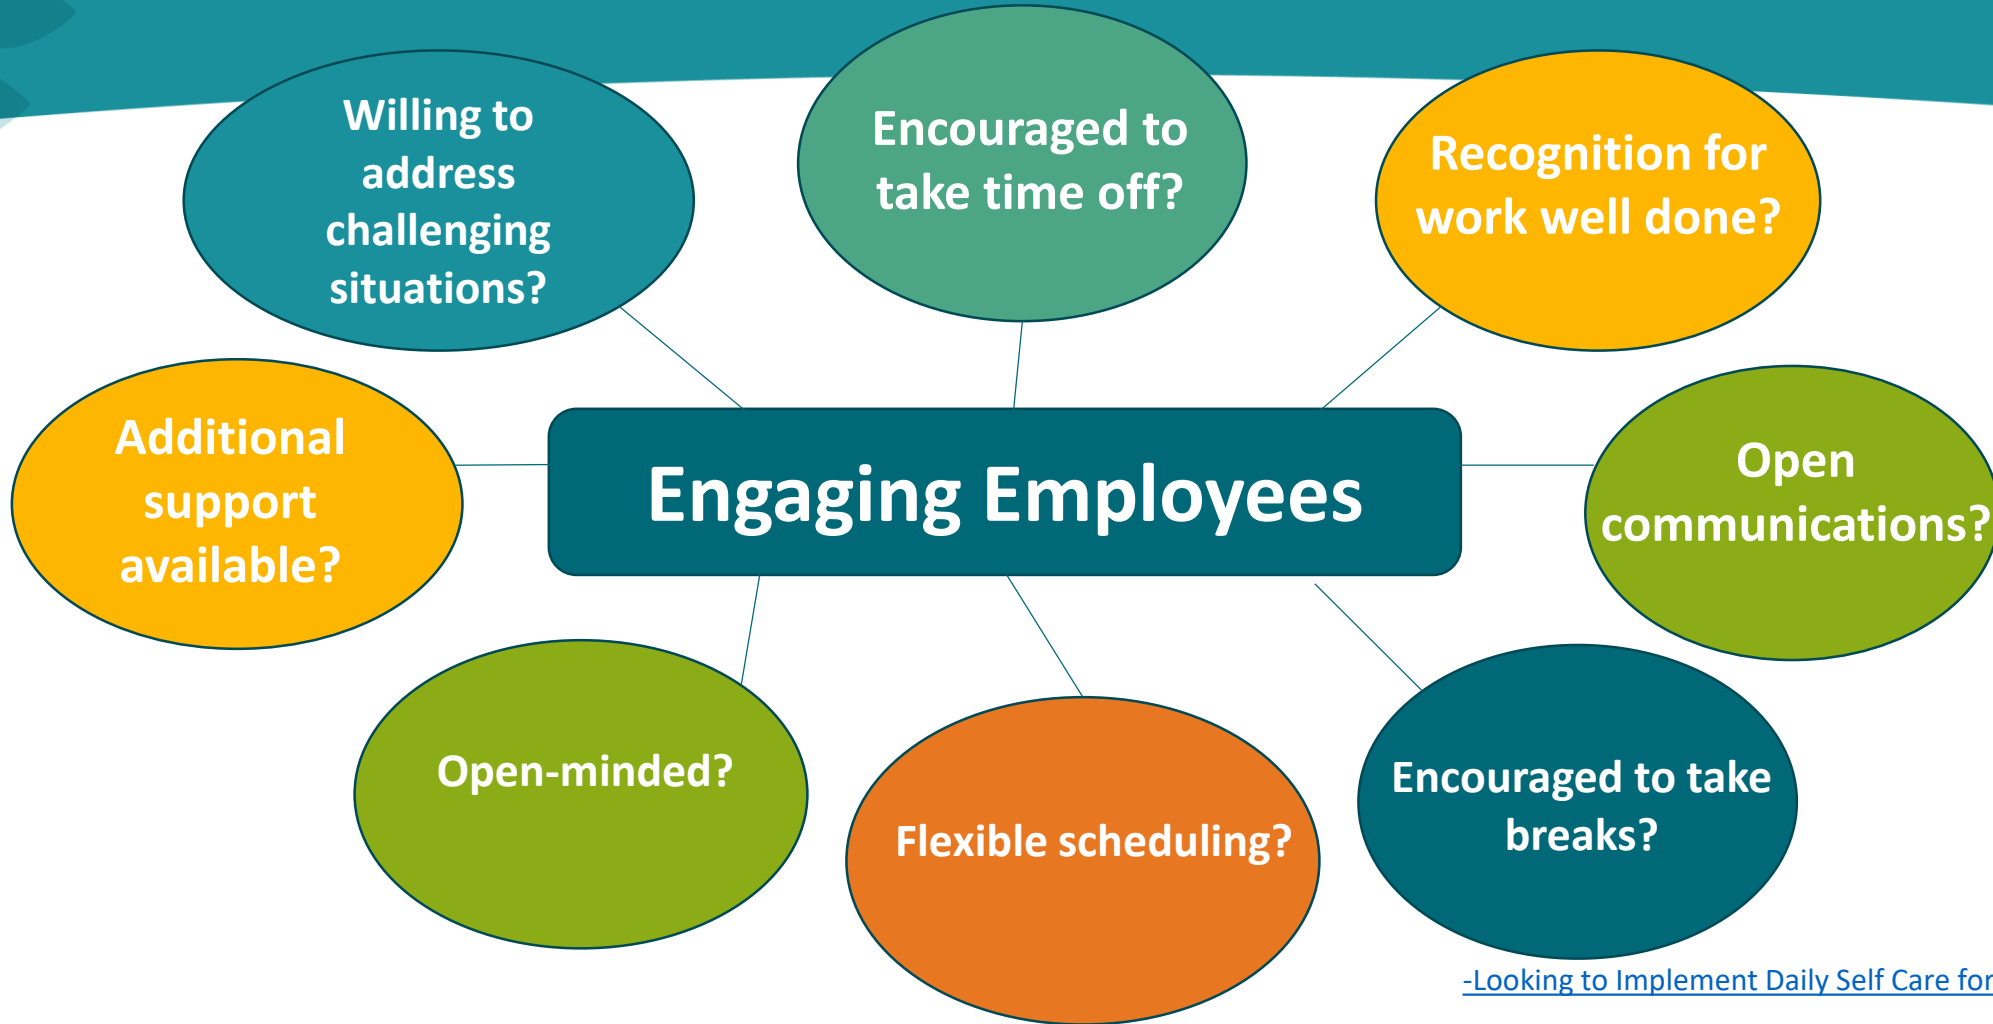 Willing to
address
challenging
situations?
Encouraged to
take time off?
Recognition for
work well done?
Additional
support
available?
Engaging Employees
Open
communications?
Open-minded?
Flexible scheduling?
Encouraged to take
breaks?
-Looking to Implement Daily Self Care for